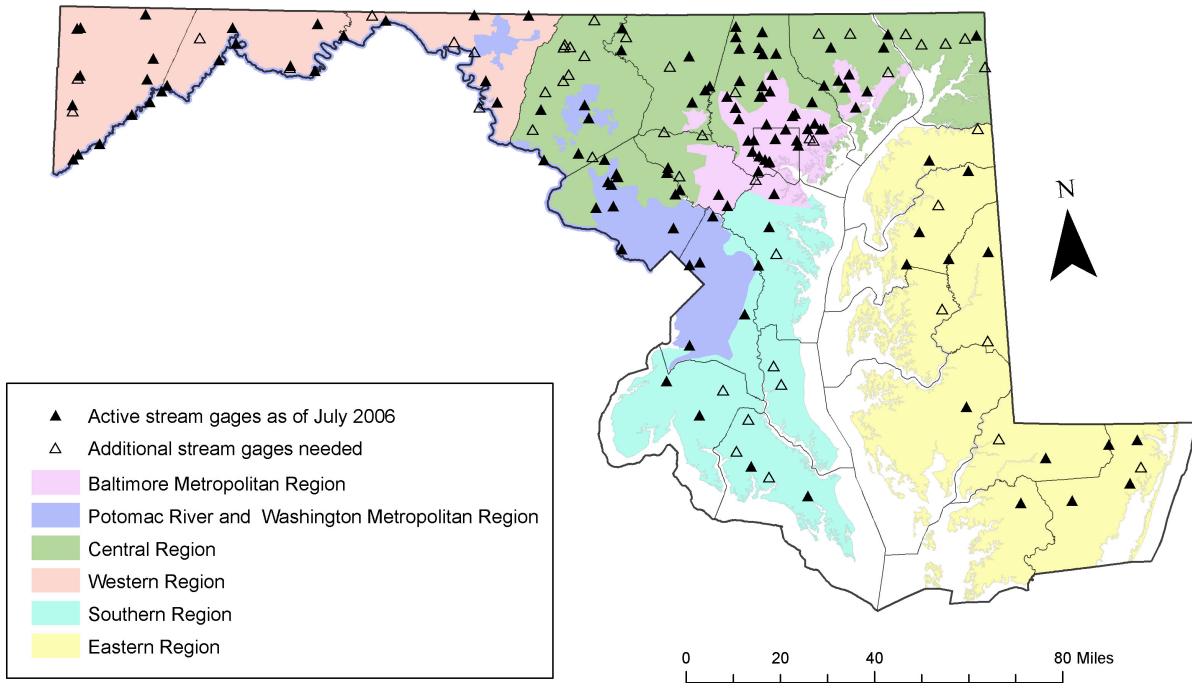 N
Active stream gages as of July 2006
Additional stream gages needed
Baltimore Metropolitan Region
Potomac River and Washington Metropolitan Region
Central Region
Western Region
Southern Region
Eastern Region
0 20 40 80 Miles